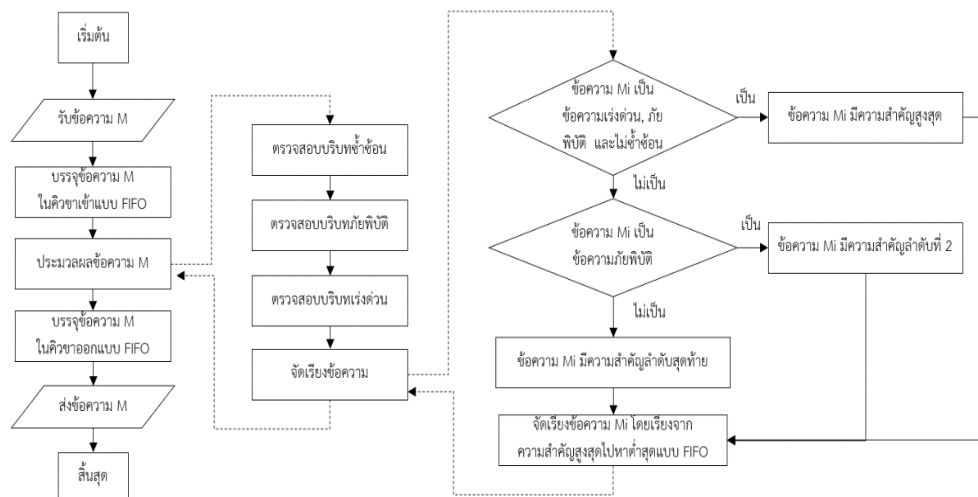 เริ่มต้น
รับข้อความ M
บรรจุข้อความ M
ในคิวขาเข้าแบบ FIFO
ประมวลผลข้อความ M
บรรจุข้อความ M
ในคิวขาออกแบบ FIFO
ส่งข้อความ M
สิ้นสุด
ตรวจสอบบริบทซ้ำซ้อน
ตรวจสอบบริบทภัยพิบัติ
ตรวจสอบบริบทเร่งด่วน
จัดเรียงข้อความ
ข้อความ Mi เป็น
ข้อความเร่งด่วน, ภัย
พิบัติ และไม่ซ้ำซ้อน
เป็น
ข้อความ Mi มีความสำคัญสูงสุด
ไม่เป็น
ข้อความ Mi เป็น
ข้อความภัยพิบัติ
เป็น
ข้อความ Mi มีความสำคัญลำดับที่ 2
ไม่เป็น
ข้อความ Mi มีความสำคัญลำดับสุดท้าย
จัดเรียงข้อความ Mi โดยเรียงจาก
ความสำคัญสูงสุดไปหาต่ำสุดแบบ FIFO